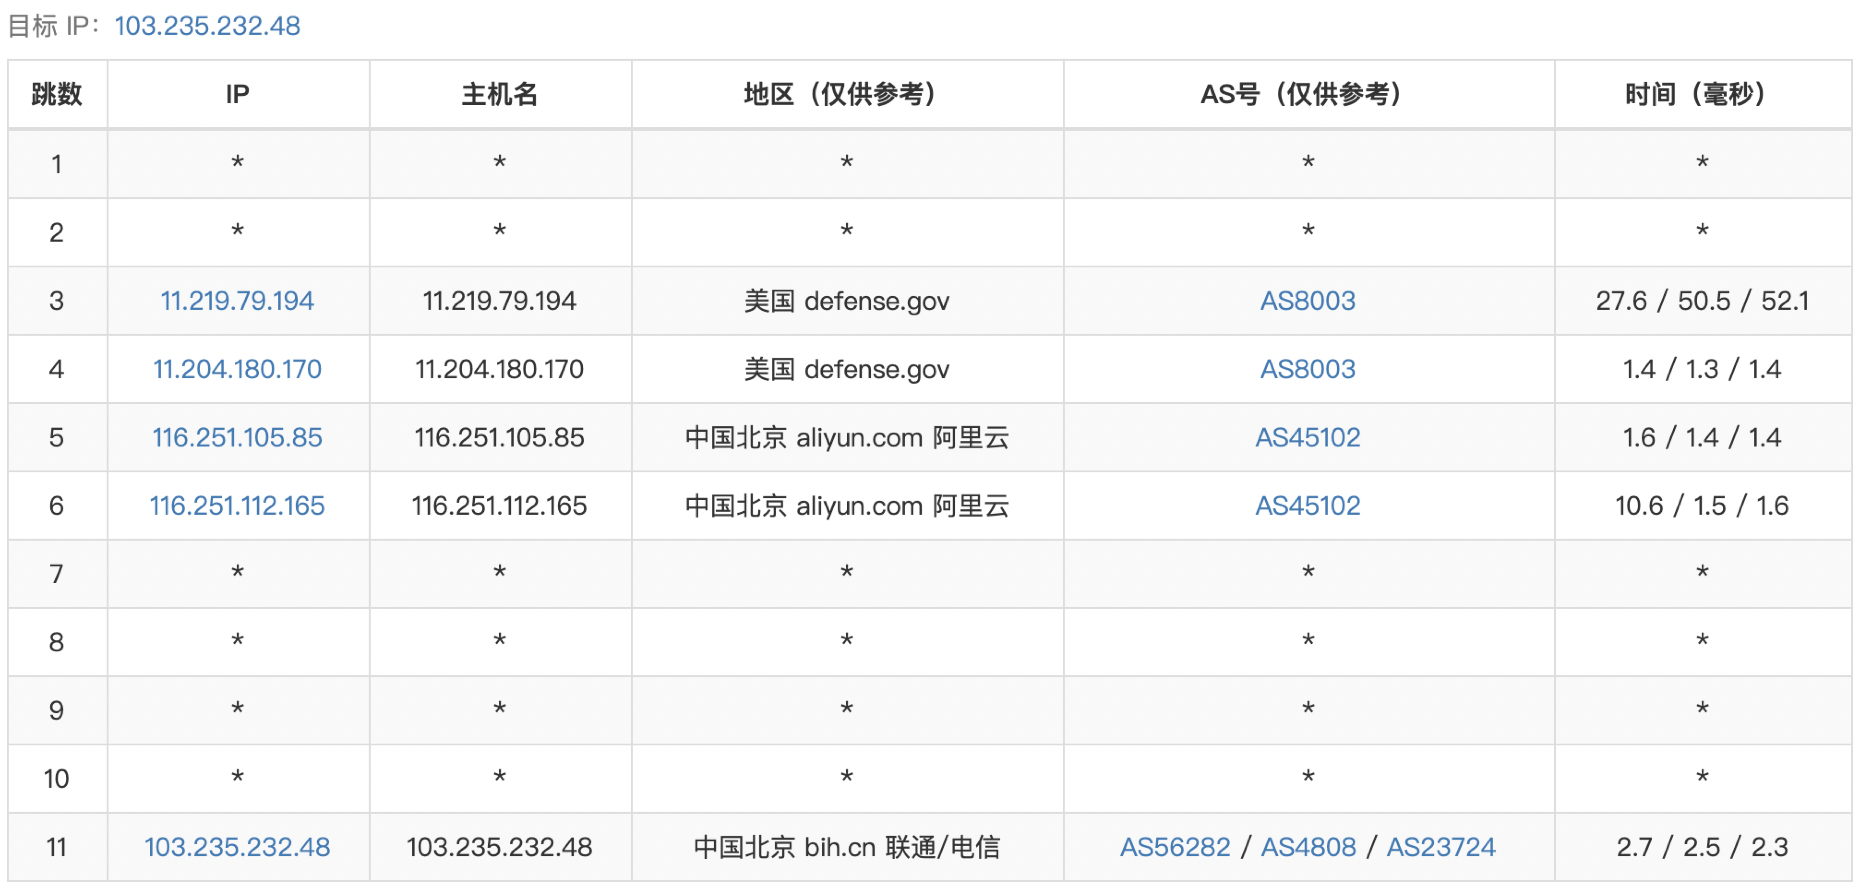 目标 IP：103.235.232.48
跳数 IP 主机名 地区（仅供参考） AS号（仅供参考） 时间（毫秒）
1 * * * * *
2 * * * * *
3 11.219.79.194 11.219.79.194 美国 defense.gov AS8003 27.6 / 50.5 / 52.1
4 11.204.180.170 11.204.180.170 美国 defense.gov AS8003 1.4 / 1.3 / 1.4
5 116.251.105.85 116.251.105.85 中国北京 aliyun.com 阿里云 AS45102 1.6 / 1.4 / 1.4
6 116.251.112.165 116.251.112.165 中国北京 aliyun.com 阿里云 AS45102 10.6 / 1.5 / 1.6
7 * * * * *
8 * * * * *
9 * * * * *
10 * * * * *
11 103.235.232.48 103.235.232.48 中国北京 bih.cn 联通/电信 AS56282 / AS4808 / AS23724 2.7 / 2.5 / 2.3